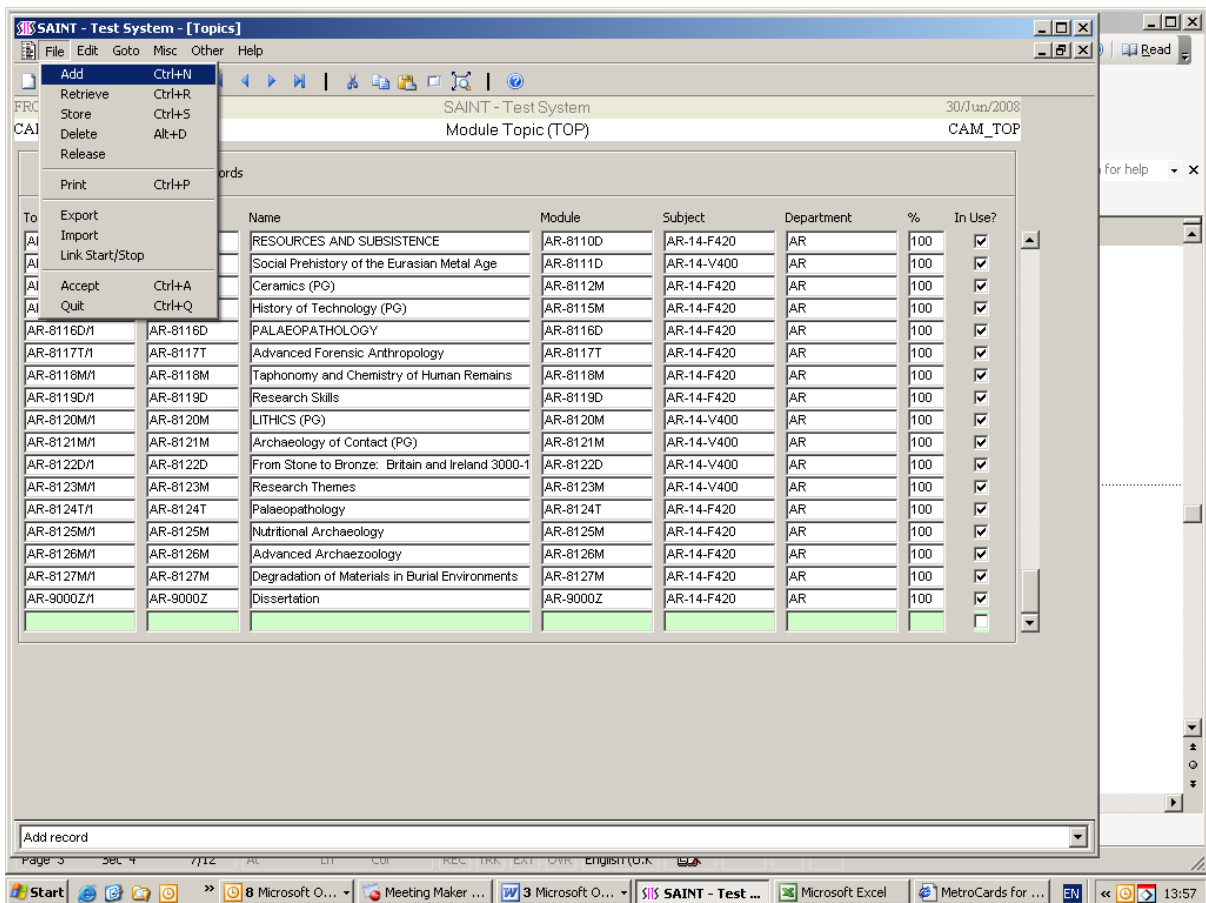 SAINT - Test System - [Topics]
File Edit Goto Misc Other Help
Read
Add Ctrl+N
Retrieve Ctrl+R
Store Ctrl+S
Delete Alt+D
Release
Print Ctrl+P
Export
Import
Link Start/Stop
Accept Ctrl+A
Quit Ctrl+Q
SAINT - Test System 30/Jun/2008
Module Topic (TOP) CAM_TOP
for help
Name Module Subject Department % In Use?
RESOURCES AND SUBSISTENCE AR-8110D AR-14-F420 AR 100
Social Prehistory of the Eurasian Metal Age AR-8111D AR-14-V400 AR 100
Ceramics (PG) AR-8112M AR-14-F420 AR 100
History of Technology (PG) AR-8115M AR-14-F420 AR 100
AR-8116D/1 AR-8116D PALAEOPATHOLOGY AR-8116D AR-14-F420 AR 100
AR-8117T/1 AR-8117T Advanced Forensic Anthropology AR-8117T AR-14-F420 AR 100
AR-8118M/1 AR-8118M Taphonomy and Chemistry of Human Remains AR-8118M AR-14-F420 AR 100
AR-8119D/1 AR-8119D Research Skills AR-8119D AR-14-F420 AR 100
AR-8120M/1 AR-8120M LITHICS (PG) AR-8120M AR-14-V400 AR 100
AR-8121M/1 AR-8121M Archaeology of Contact (PG) AR-8121M AR-14-V400 AR 100
AR-8122D/1 AR-8122D From Stone to Bronze: Britain and Ireland 3000-1 AR-8122D AR-14-V400 AR 100
AR-8123M/1 AR-8123M Research Themes AR-8123M AR-14-V400 AR 100
AR-8124T/1 AR-8124T Palaeopathology AR-8124T AR-14-F420 AR 100
AR-8125M/1 AR-8125M Nutritional Archaeology AR-8125M AR-14-F420 AR 100
AR-8126M/1 AR-8126M Advanced Archaezoology AR-8126M AR-14-F420 AR 100
AR-8127M/1 AR-8127M Degradation of Materials in Burial Environments AR-8127M AR-14-F420 AR 100
AR-9000Z/1 AR-9000Z Dissertation AR-9000Z AR-14-F420 AR 100
Add record
Page 3 Sec 4 7/12 At Ln Col REC TRK EXT OVR English (U.K
Start 8 Microsoft O... Meeting Maker ... 3 Microsoft O... SAINT - Test ... Microsoft Excel MetroCards for ... EN 13:57